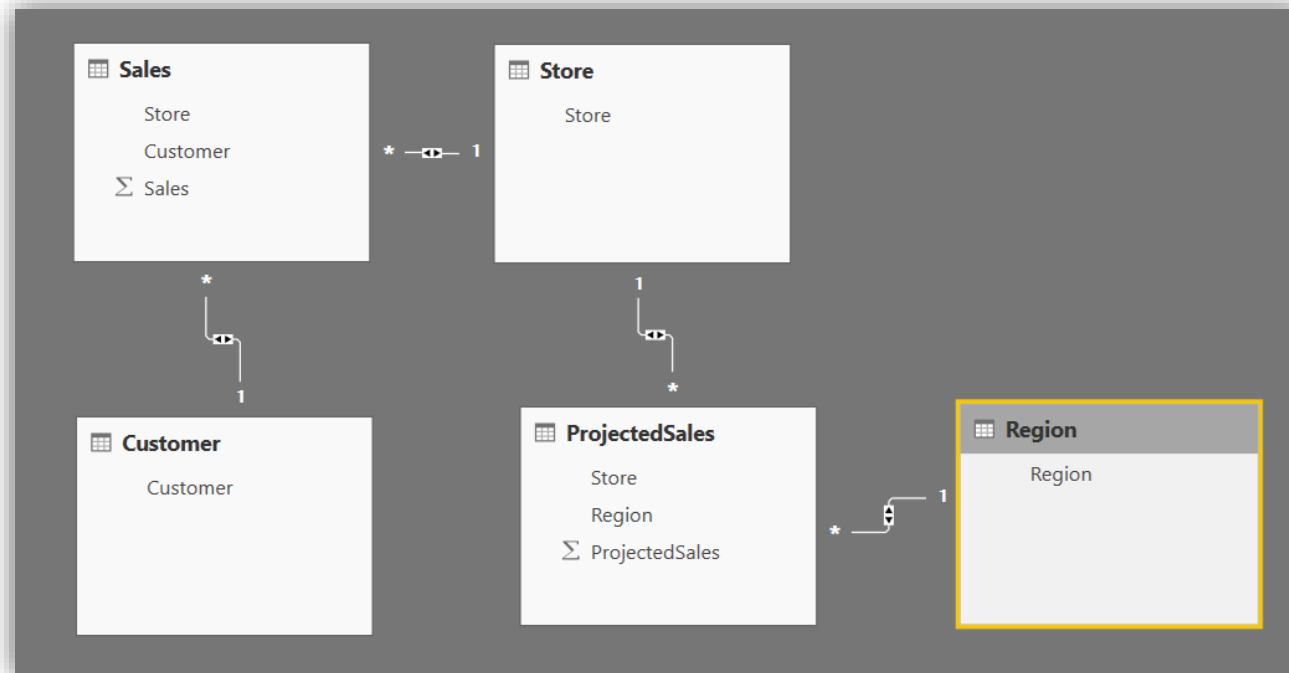 Sales
Store
Customer
Σ Sales
* 1
Store
Store
*
1
Customer
Customer
1
*
ProjectedSales
Store
Region
Σ ProjectedSales
* 1
Region
Region